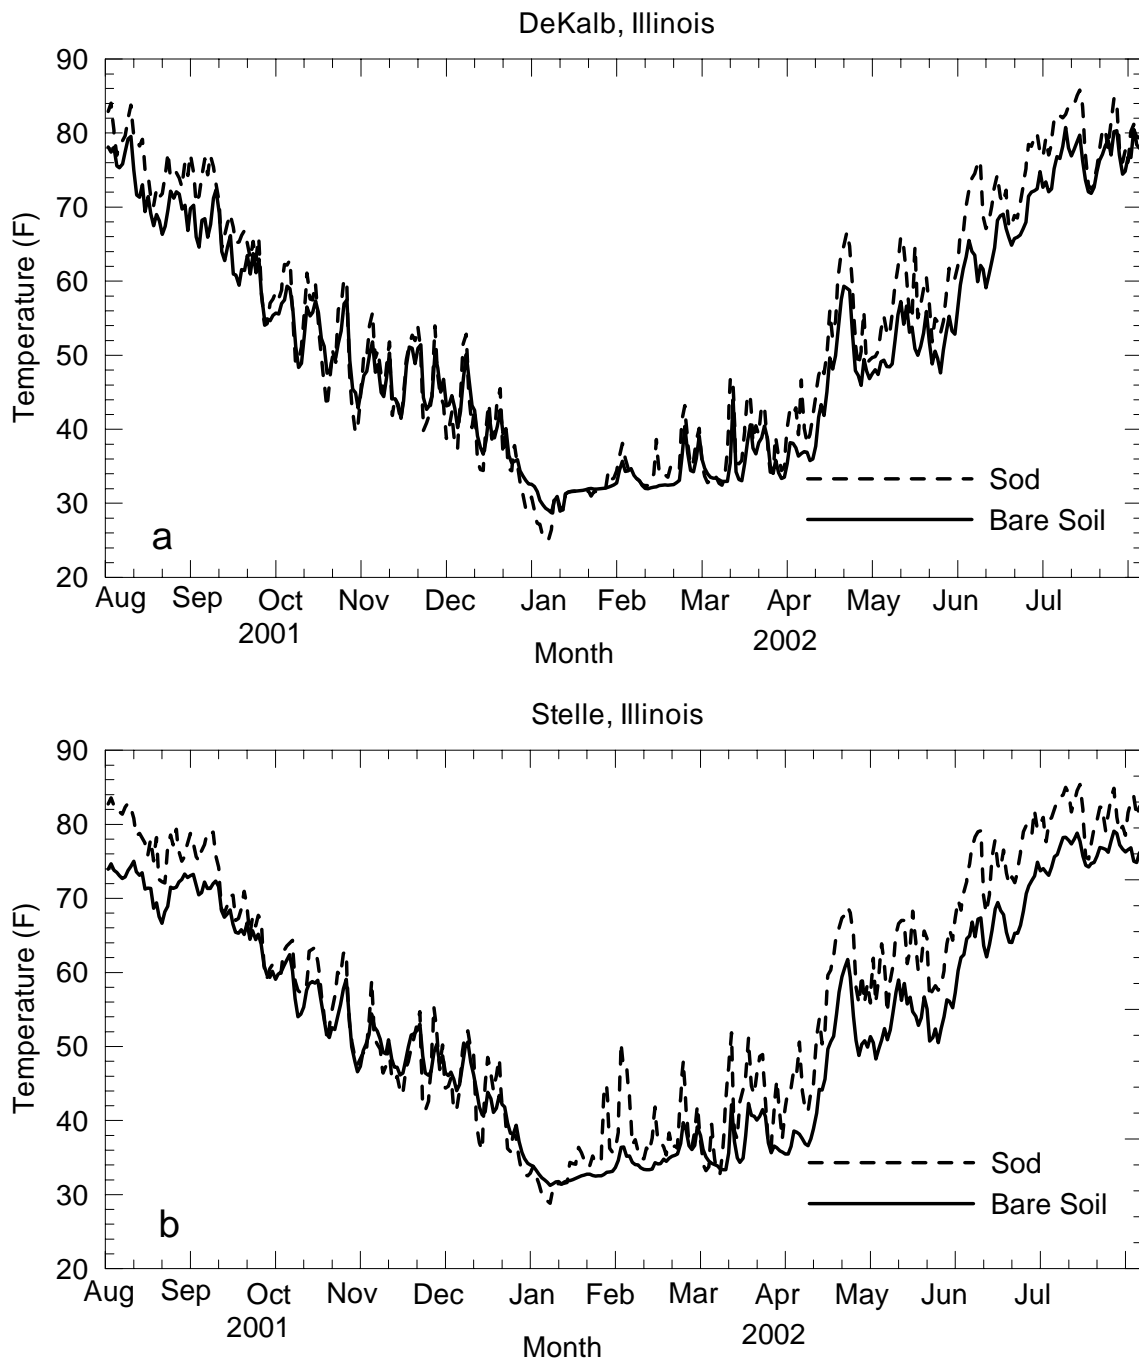 DeKalb, Illinois
90
80
70
60
50
40
30
20
Temperature (F)
Sod
Bare Soil
a
Aug Sep Oct Nov Dec Jan Feb Mar Apr May Jun Jul
2001 2002
Month
Stelle, Illinois
90
80
70
60
50
40
30
20
Temperature (F)
Sod
Bare Soil
b
Aug Sep Oct Nov Dec Jan Feb Mar Apr May Jun Jul
2001 2002
Month